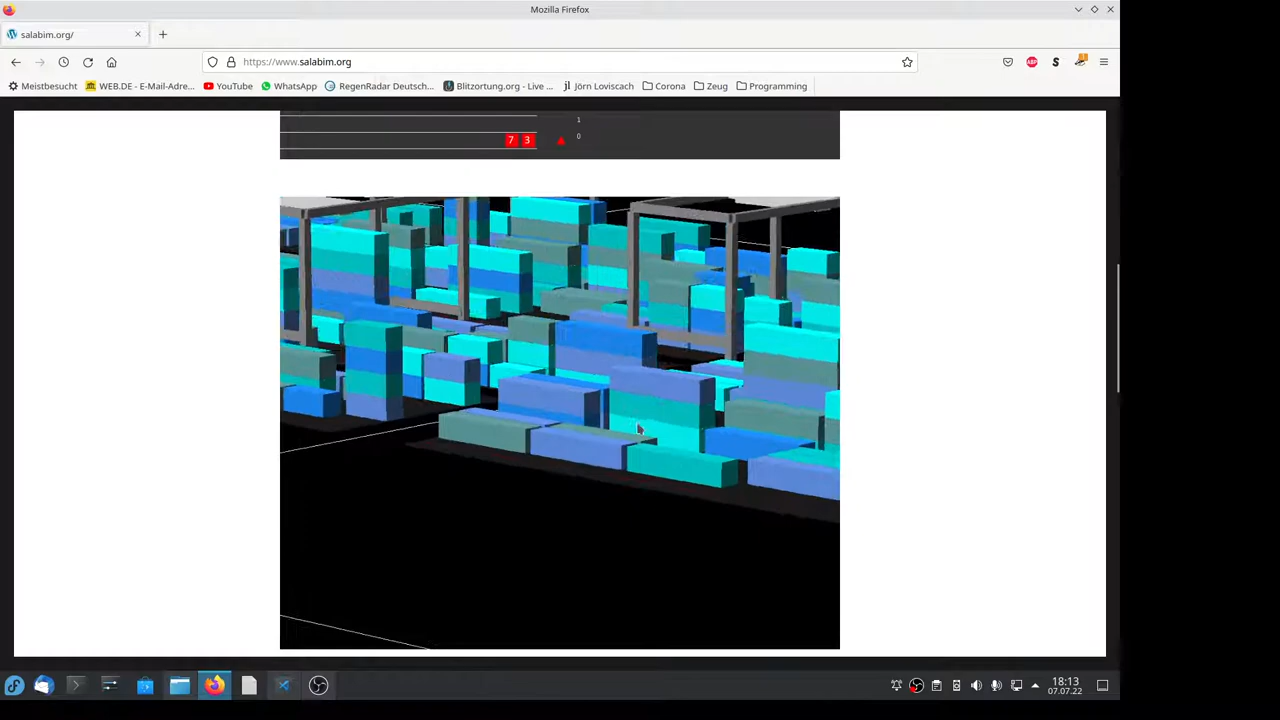 Mozilla Firefox
salabim.org/
https://www.salabim.org
Meistbesucht
WEB.DE - E-Mail-Adre...
YouTube
WhatsApp
RegenRadar Deutsch...
Blitzortung.org - Live ...
Jörn Loviscach
Corona
Zeug
Programming
1
0
7 3
18:13
07.07.22